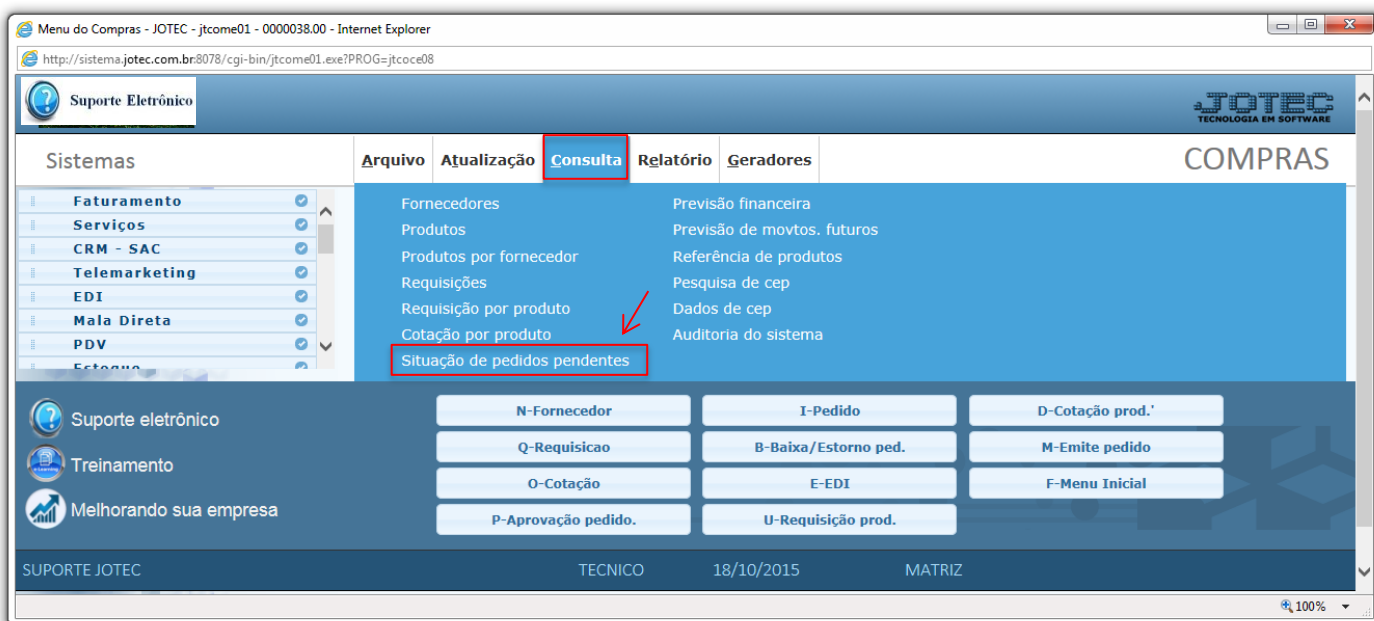 Menu do Compras - JOTEC - jtcome01 - 0000038.00 - Internet Explorer
http://sistema.jotec.com.br:8078/cgi-bin/jtcome01.exe?PROG=jtcoce08
Suporte Eletrônico
JOTEC
TECNOLOGIA EM SOFTWARE
Sistemas
Arquivo Atualização Consulta Relatório Geradores
COMPRAS
Faturamento
Serviços
CRM - SAC
Telemarketing
EDI
Mala Direta
PDV
Estoque
Fornecedores
Produtos
Produtos por fornecedor
Requisições
Requisição por produto
Cotação por produto
Situação de pedidos pendentes
Previsão financeira
Previsão de movtos. futuros
Referência de produtos
Pesquisa de cep
Dados de cep
Auditoria do sistema
Suporte eletrônico
Treinamento
Melhorando sua empresa
N-Fornecedor I-Pedido D-Cotação prod.'
Q-Requisicao B-Baixa/Estorno ped. M-Emite pedido
O-Cotação E-EDI F-Menu Inicial
P-Aprovação pedido. U-Requisição prod.
SUPORTE JOTEC TECNICO 18/10/2015 MATRIZ
100%